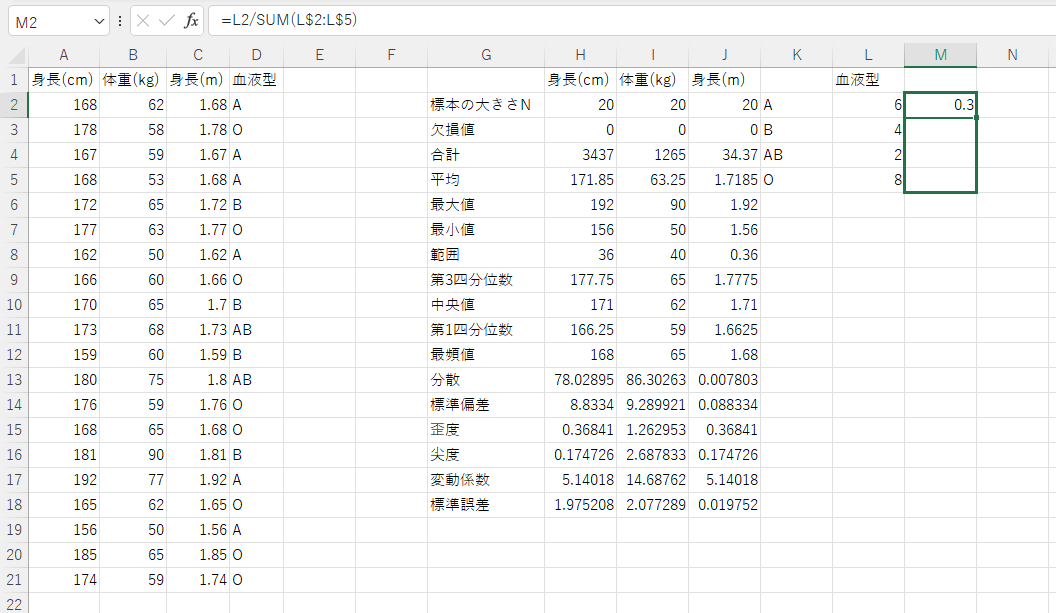 M2 fx =L2/SUM(L$2:L$5)
A B C D E F G H I J K L M N
1 身長(cm) 体重(kg) 身長(m) 血液型 身長(cm) 体重(kg) 身長(m) 血液型
2 168 62 1.68 A 標本の大きさN 20 20 20 A 6 0.3
3 178 58 1.78 O 欠損値 0 0 0 B 4
4 167 59 1.67 A 合計 3437 1265 34.37 AB 2
5 168 53 1.68 A 平均 171.85 63.25 1.7185 O 8
6 172 65 1.72 B 最大値 192 90 1.92
7 177 63 1.77 O 最小値 156 50 1.56
8 162 50 1.62 A 範囲 36 40 0.36
9 166 60 1.66 O 第3四分位数 177.75 65 1.7775
10 170 65 1.7 B 中央値 171 62 1.71
11 173 68 1.73 AB 第1四分位数 166.25 59 1.6625
12 159 60 1.59 B 最頻値 168 65 1.68
13 180 75 1.8 AB 分散 78.02895 86.30263 0.007803
14 176 59 1.76 O 標準偏差 8.8334 9.289921 0.088334
15 168 65 1.68 O 歪度 0.36841 1.262953 0.36841
16 181 90 1.81 B 尖度 0.174726 2.687833 0.174726
17 192 77 1.92 A 変動係数 5.14018 14.68762 5.14018
18 165 62 1.65 O 標準誤差 1.975208 2.077289 0.019752
19 156 50 1.56 A
20 185 65 1.85 O
21 174 59 1.74 O
22